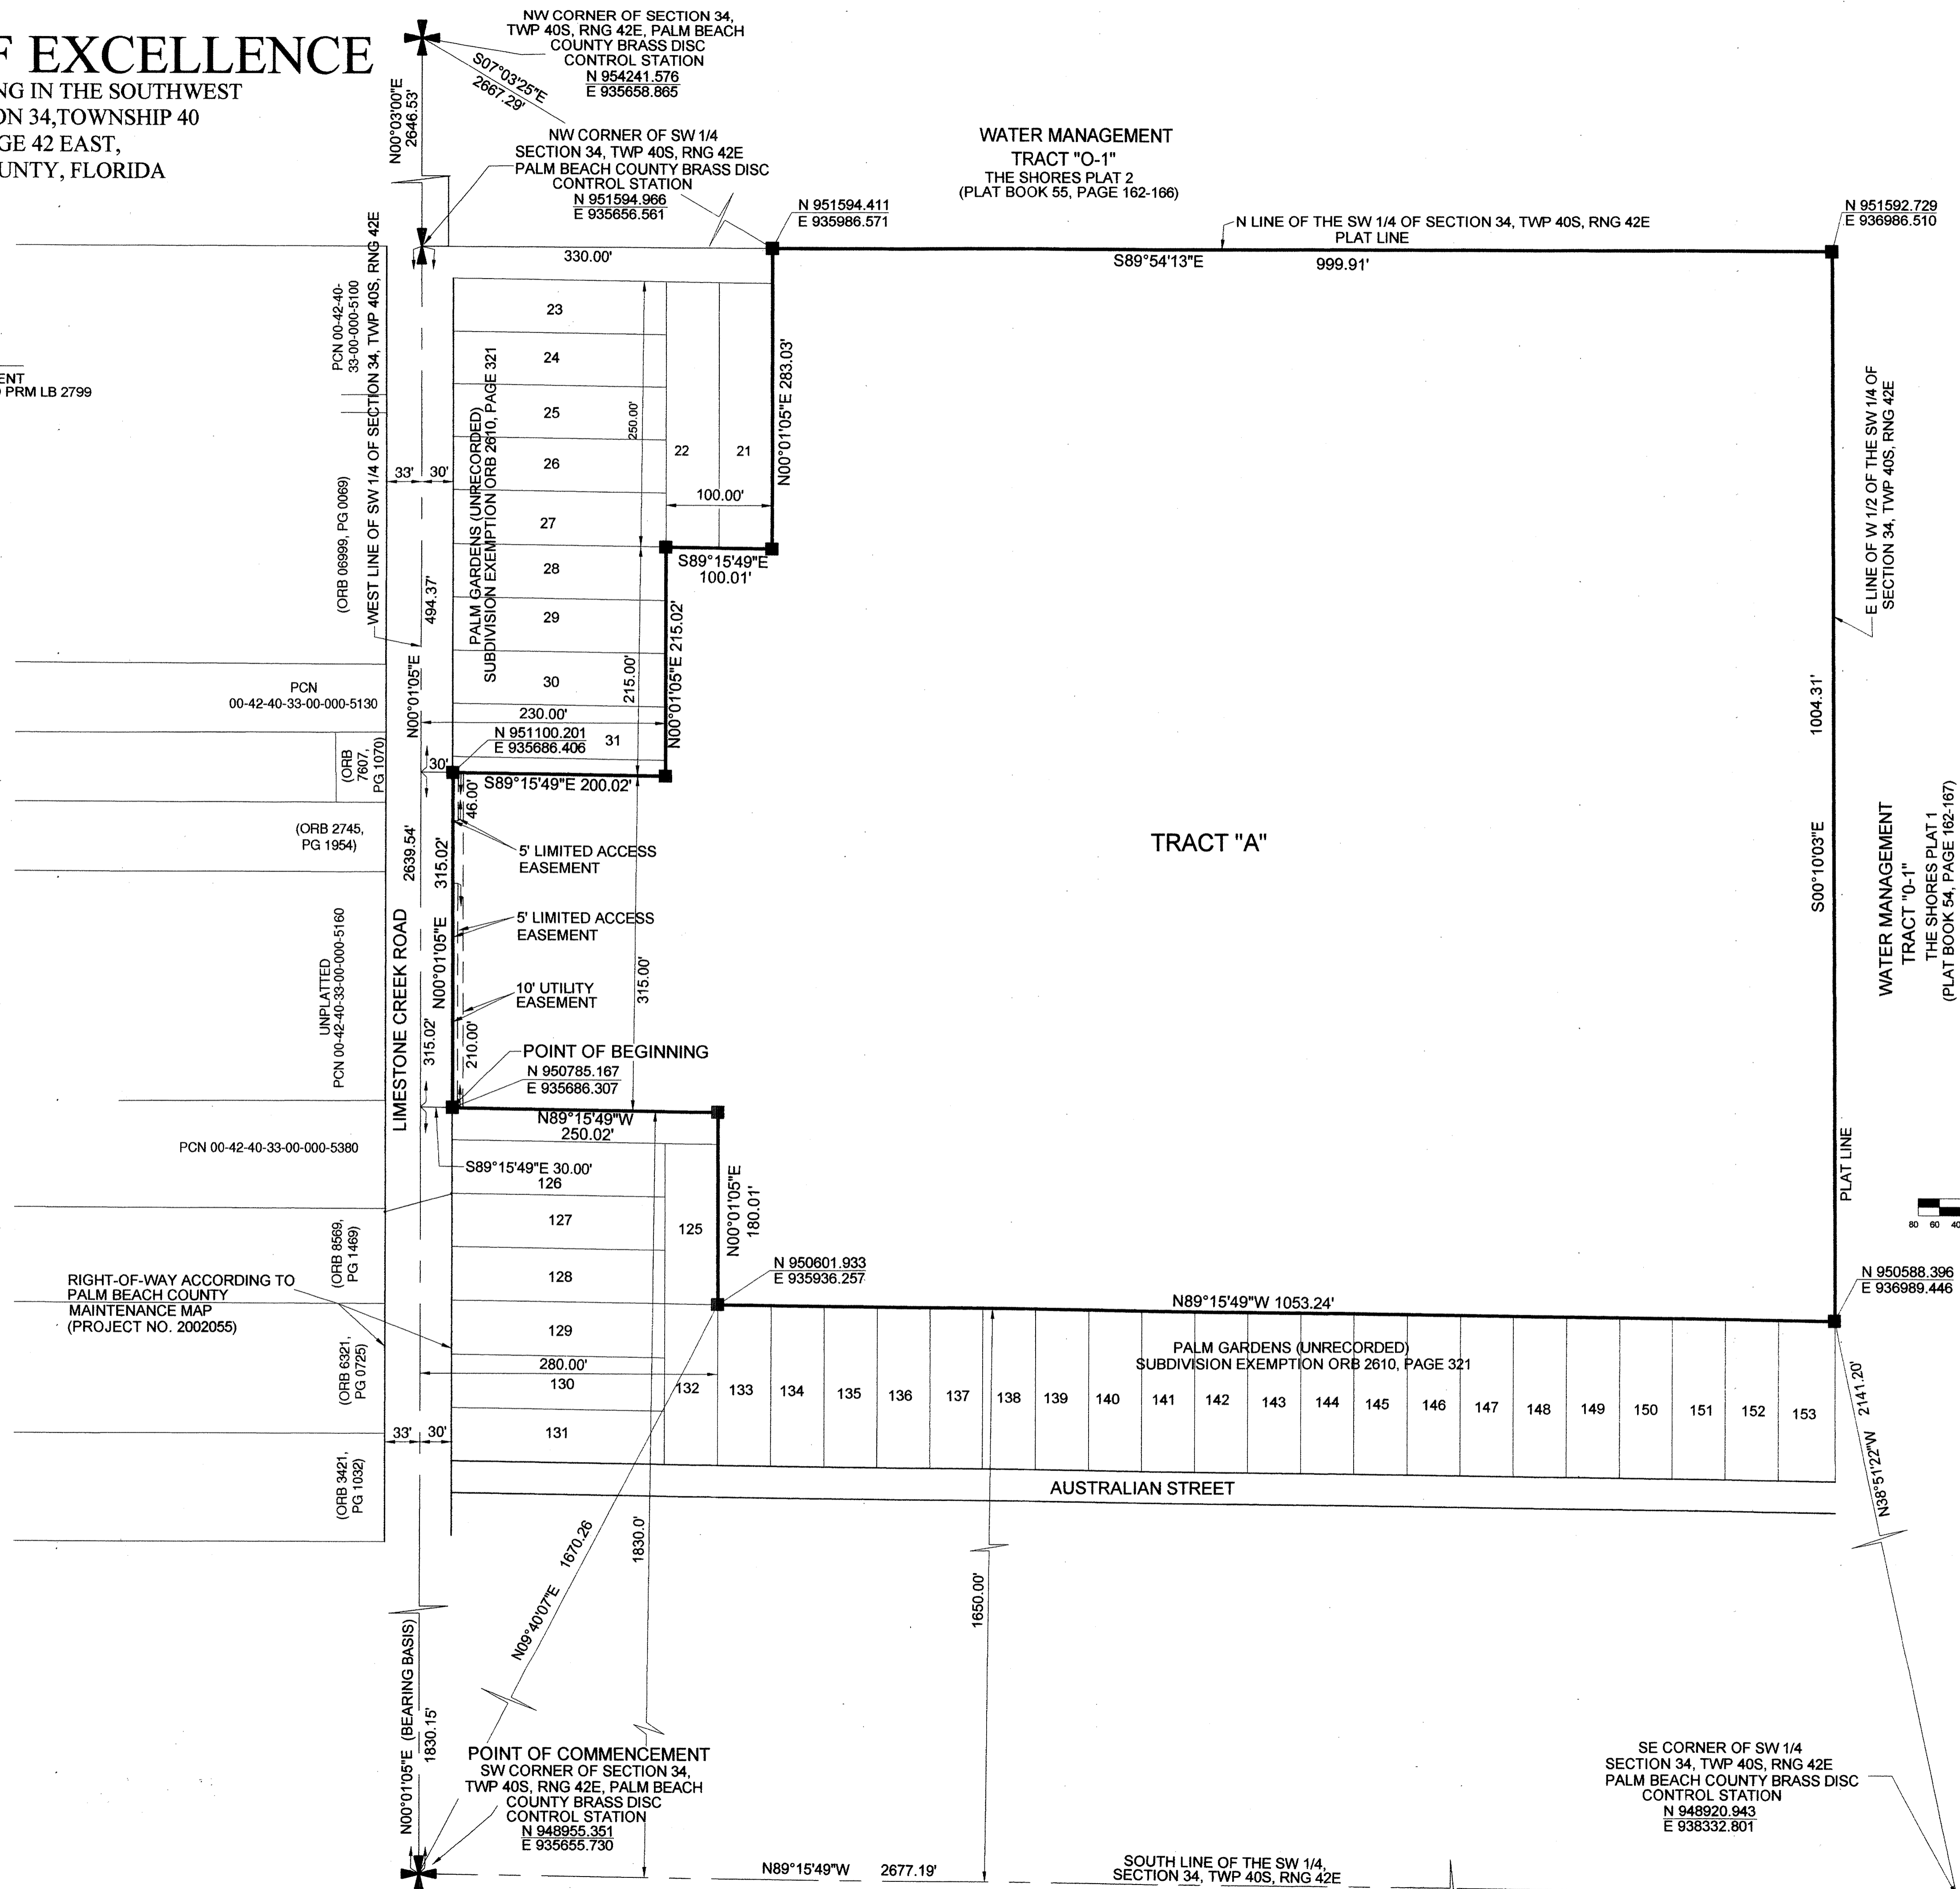 F EXCELLENCE
NG IN THE SOUTHWEST
ON 34,TOWNSHIP 40
GE 42 EAST,
UNTY, FLORIDA
NW CORNER OF SECTION 34,
TWP 40S, RNG 42E, PALM BEACH
COUNTY BRASS DISC
CONTROL STATION
N 954241.576
E 935658.865
S07°03'25"E
2667.29'
N00°03'00"E
2646.53'
NW CORNER OF SW 1/4
SECTION 34, TWP 40S, RNG 42E
PALM BEACH COUNTY BRASS DISC
CONTROL STATION
N 951594.966
E 935656.561
WATER MANAGEMENT
TRACT "O-1"
THE SHORES PLAT 2
(PLAT BOOK 55, PAGE 162-166)
N 951594.411
E 935986.571
N LINE OF THE SW 1/4 OF SECTION 34, TWP 40S, RNG 42E
PLAT LINE
N 951592.729
E 936986.510
330.00'
S89°54'13"E 999.91'
ENT
PRM LB 2799
PCN 00-42-40-
33-00-000-5100
WEST LINE OF SW 1/4 OF SECTION 34, TWP 40S, RNG 42E
(ORB 06999, PG 0069)
23
24
25
26
27
28
29
30
31
22
21
PALM GARDENS (UNRECORDED)
SUBDIVISION EXEMPTION ORB 2610, PAGE 321
250.00'
100.00'
N00°01'05"E 283.03'
33'
30'
494.37'
N00°01'05"E
S89°15'49"E
100.01'
215.00'
N00°01'05"E 215.02'
230.00'
N 951100.201
E 935686.406
30'
S89°15'49"E 200.02'
PCN
00-42-40-33-00-000-5130
(ORB
7607,
PG 1070)
(ORB 2745,
PG 1954)
2639.54'
315.02'
N00°01'05"E
46.00'
5' LIMITED ACCESS
EASEMENT
5' LIMITED ACCESS
EASEMENT
10' UTILITY
EASEMENT
315.00'
210.00'
POINT OF BEGINNING
N 950785.167
E 935686.307
UNPLATTED
PCN 00-42-40-33-00-000-5160
LIMESTONE CREEK ROAD
315.02'
TRACT "A"
E LINE OF W 1/2 OF THE SW 1/4 OF
SECTION 34, TWP 40S, RNG 42E
1004.31'
S00°10'03"E
WATER MANAGEMENT
TRACT "0-1"
THE SHORES PLAT 1
(PLAT BOOK 54, PAGE 162-167)
PLAT LINE
80 60 40
N89°15'49"W
250.02'
PCN 00-42-40-33-00-000-5380
S89°15'49"E 30.00'
126
127
128
129
130
131
125
132
N00°01'05"E
180.01'
N 950601.933
E 935936.257
N 950588.396
E 936989.446
(ORB 8569,
PG 1469)
RIGHT-OF-WAY ACCORDING TO
PALM BEACH COUNTY
MAINTENANCE MAP
(PROJECT NO. 2002055)
(ORB 6321,
PG 0725)
(ORB 3421,
PG 1032)
280.00'
33'
30'
N89°15'49"W 1053.24'
PALM GARDENS (UNRECORDED)
SUBDIVISION EXEMPTION ORB 2610, PAGE 321
133 134 135 136 137 138 139 140 141 142 143 144 145 146 147 148 149 150 151 152 153
AUSTRALIAN STREET
N38°51'22"W 2141.20'
N09°40'07"E 1670.26
1830.0'
1650.00'
N00°01'05"E (BEARING BASIS)
1830.15'
POINT OF COMMENCEMENT
SW CORNER OF SECTION 34,
TWP 40S, RNG 42E, PALM BEACH
COUNTY BRASS DISC
CONTROL STATION
N 948955.351
E 935655.730
SE CORNER OF SW 1/4
SECTION 34, TWP 40S, RNG 42E
PALM BEACH COUNTY BRASS DISC
CONTROL STATION
N 948920.943
E 938332.801
N89°15'49"W 2677.19'
SOUTH LINE OF THE SW 1/4,
SECTION 34, TWP 40S, RNG 42E